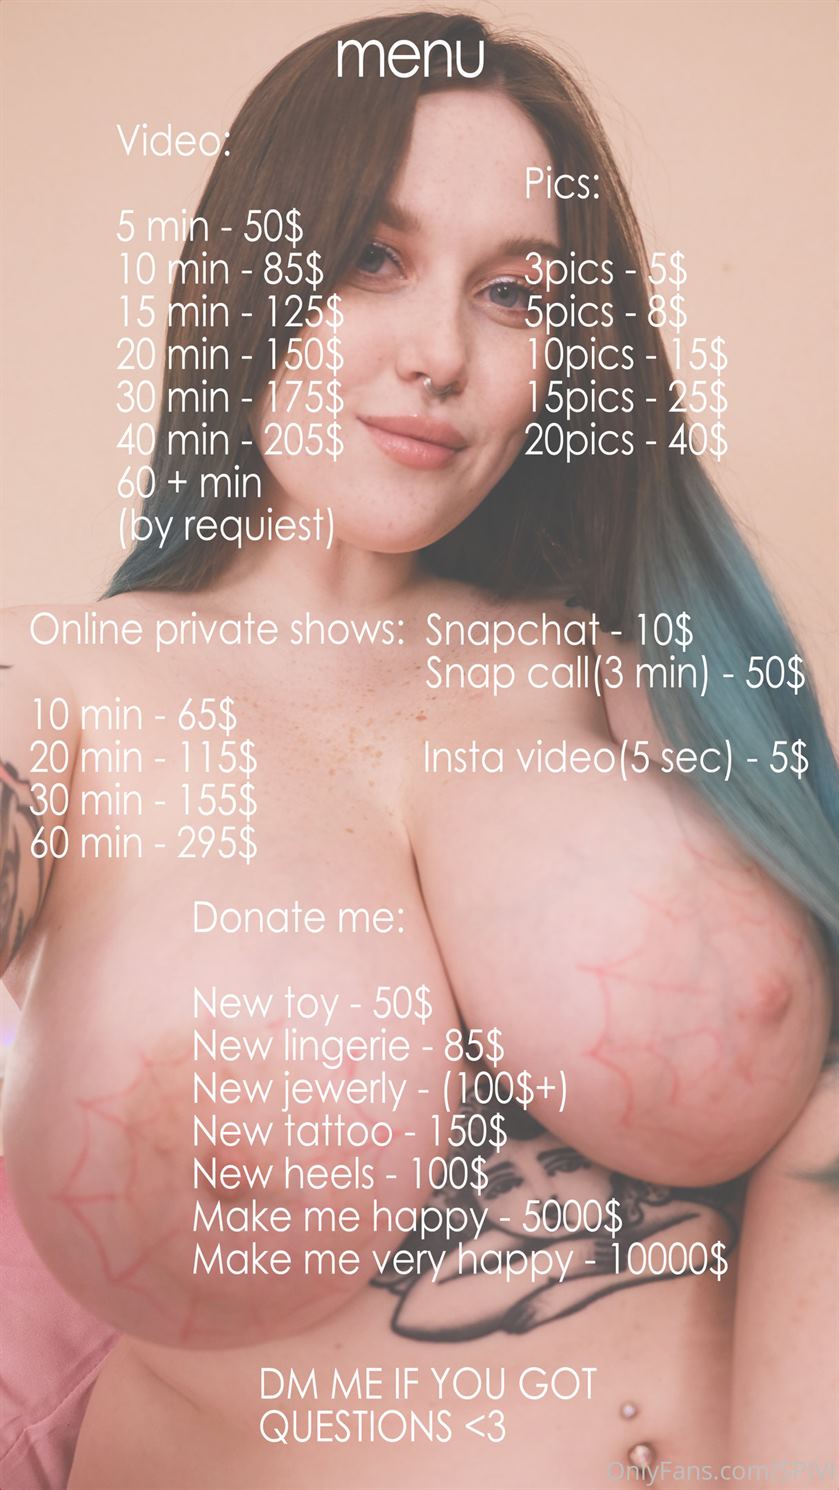 menu
Video:
5 min - 50$
10 min - 85$
15 min - 125$
20 min - 150$
30 min - 175$
40 min - 205$
60 + min
(by requiest)
Pics:
3pics - 5$
5pics - 8$
10pics - 15$
15pics - 25$
20pics - 40$
Online private shows:
10 min - 65$
20 min - 115$
30 min - 155$
60 min - 295$
Snapchat - 10$
Snap call(3 min) - 50$
Insta video(5 sec) - 5$
Donate me:
New toy - 50$
New lingerie - 85$
New jewerly - (100$+)
New tattoo - 150$
New heels - 100$
Make me happy - 5000$
Make me very happy - 10000$
DM ME IF YOU GOT
QUESTIONS <3